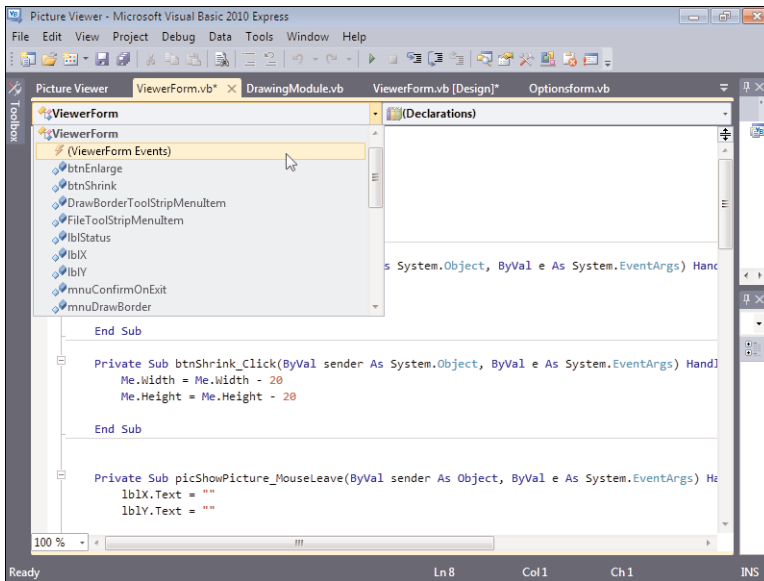 Picture Viewer - Microsoft Visual Basic 2010 Express
File Edit View Project Debug Data Tools Window Help
Picture Viewer ViewerForm.vb* DrawingModule.vb ViewerForm.vb [Design]* Optionsform.vb
Toolbox
ViewerForm (Declarations)
ViewerForm
(ViewerForm Events)
btnEnlarge
btnShrink
DrawBorderToolStripMenuItem
FileToolStripMenuItem
lblStatus
lblX
lblY
mnuConfirmOnExit
mnuDrawBorder
s System.Object, ByVal e As System.EventArgs) Hand
End Sub
Private Sub btnShrink_Click(ByVal sender As System.Object, ByVal e As System.EventArgs) Handl
Me.Width = Me.Width - 20
Me.Height = Me.Height - 20
End Sub
Private Sub picShowPicture_MouseLeave(ByVal sender As Object, ByVal e As System.EventArgs) Ha
lblX.Text = ""
lblY.Text = ""
100 %
Ready Ln 8 Col 1 Ch 1 INS